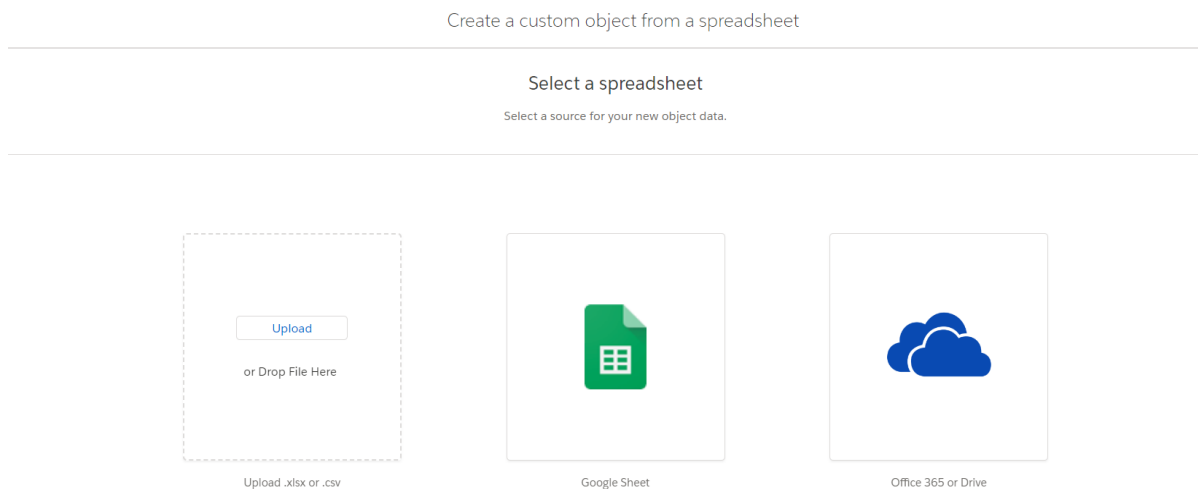 Create a custom object from a spreadsheet
Select a spreadsheet
Select a source for your new object data.
Upload
or Drop File Here
Upload .xlsx or .csv
Google Sheet
Office 365 or Drive